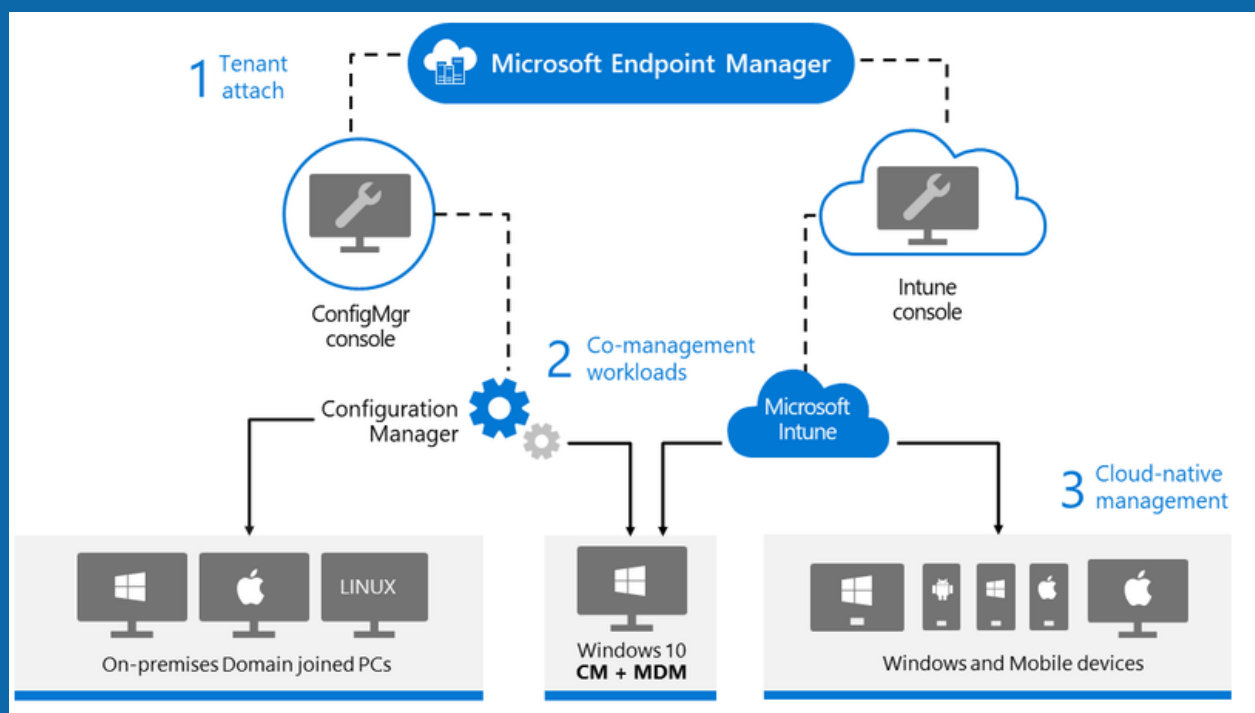 Microsoft Endpoint Manager
1 Tenant
attach
ConfigMgr
console
Intune
console
2 Co-management
workloads
Configuration
Manager
Microsoft
Intune
3 Cloud-native
management
LINUX
On-premises Domain joined PCs
Windows 10
CM + MDM
Windows and Mobile devices